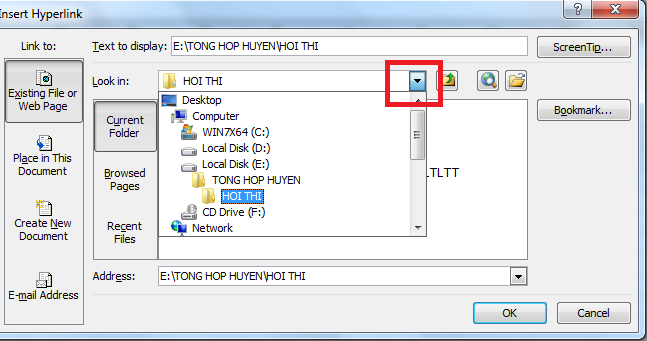 Insert Hyperlink
Link to:
Text to display: E:\TONG HOP HUYEN\HOI THI
ScreenTip...
Existing File or
Web Page
Look in: HOI THI
Bookmark...
Current
Folder
Desktop
Computer
WIN7X64 (C:)
Local Disk (D:)
Local Disk (E:)
TONG HOP HUYEN
HOI THI
CD Drive (F:)
Network
LTLTT
Place in This
Document
Browsed
Pages
Create New
Document
Recent
Files
E-mail Address
Address: E:\TONG HOP HUYEN\HOI THI
OK
Cancel